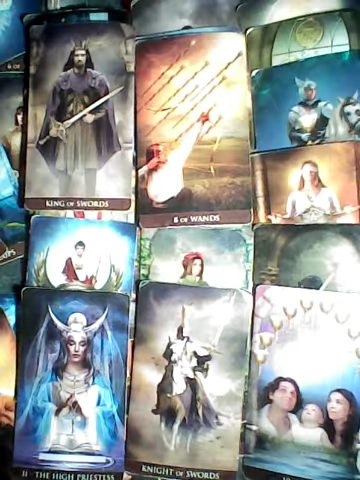 KING OF SWORDS
8 OF WANDS
II - THE HIGH PRIESTESS
KNIGHT OF SWORDS